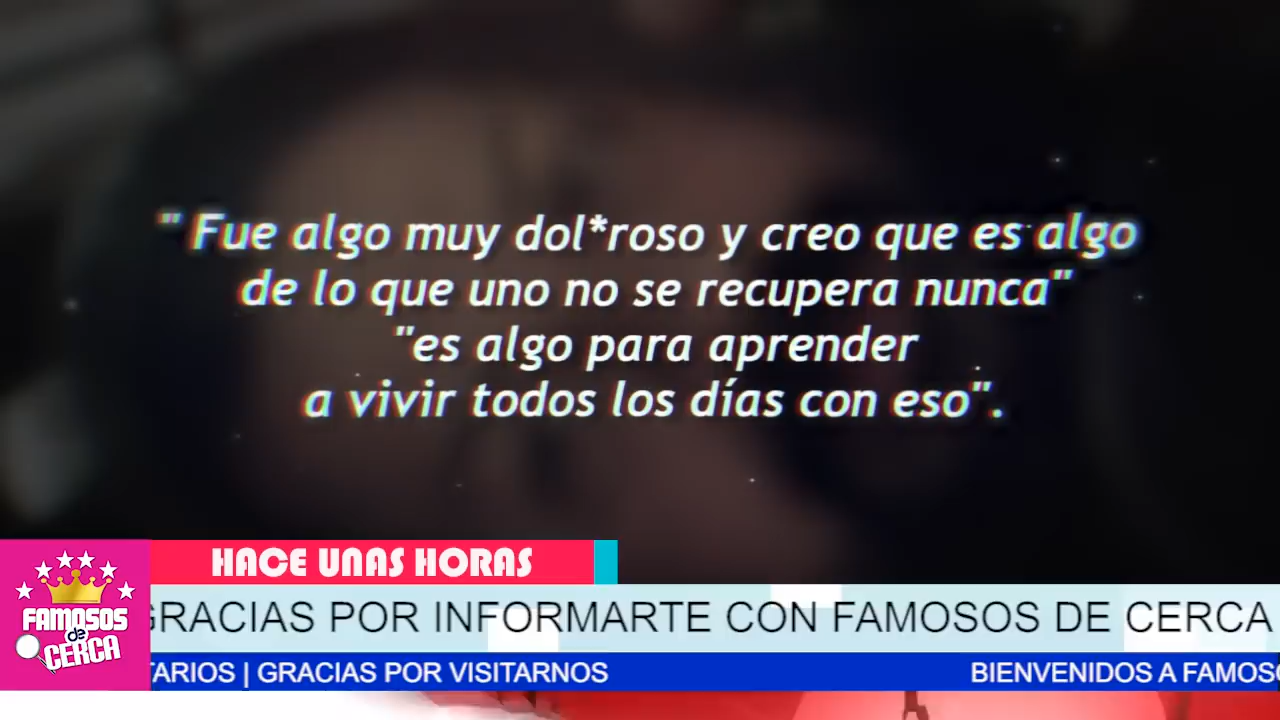 " Fue algo muy dol*roso y creo que es algo
de lo que uno no se recupera nunca"
"es algo para aprender
a vivir todos los días con eso".
HACE UNAS HORAS
FAMOSOS
de
CERCA
GRACIAS POR INFORMARTE CON FAMOSOS DE CERCA
TARIOS | GRACIAS POR VISITARNOS
BIENVENIDOS A FAMOS